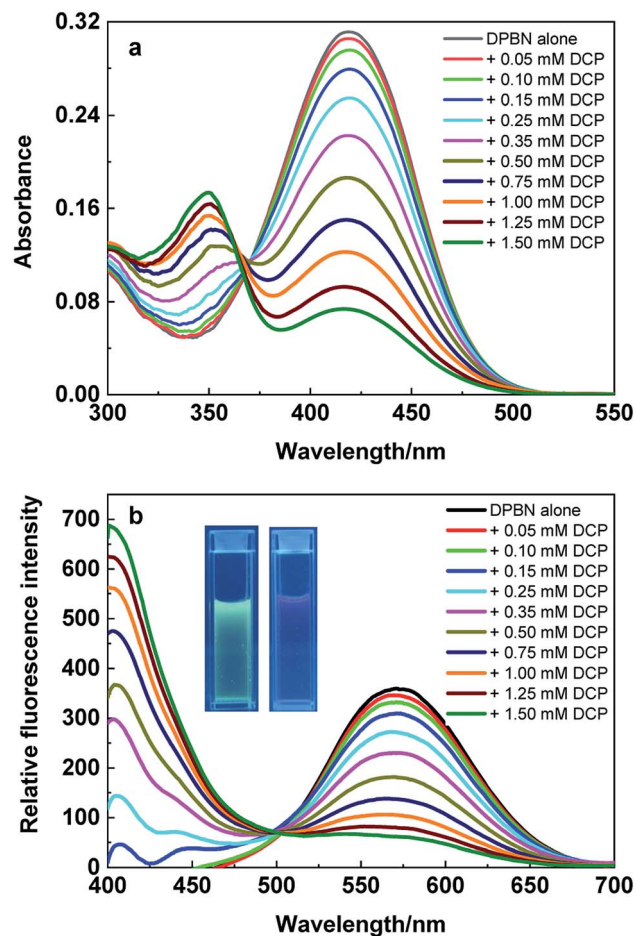 0.32
a
DPBN alone
+ 0.05 mM DCP
+ 0.10 mM DCP
0.24
+ 0.15 mM DCP
+ 0.25 mM DCP
+ 0.35 mM DCP
+ 0.50 mM DCP
0.16
+ 0.75 mM DCP
+ 1.00 mM DCP
+ 1.25 mM DCP
+ 1.50 mM DCP
0.08
0.00
Absorbance
300 350 400 450 500 550
Wavelength/nm
b
DPBN alone
700
+ 0.05 mM DCP
+ 0.10 mM DCP
600
+ 0.15 mM DCP
+ 0.25 mM DCP
500
+ 0.35 mM DCP
+ 0.50 mM DCP
400
+ 0.75 mM DCP
+ 1.00 mM DCP
+ 1.25 mM DCP
300
+ 1.50 mM DCP
200
100
0
Relative fluorescence intensity
400 450 500 550 600 700
Wavelength/nm